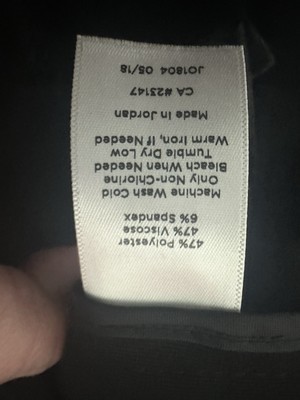 47% Polyester
47% Viscose
6% Spandex
Machine Wash Cold
Only Non-Chlorine
Bleach When Needed
Tumble Dry Low
Warm Iron, If Needed
Made in Jordan
CA #23147
JO1804 05/18